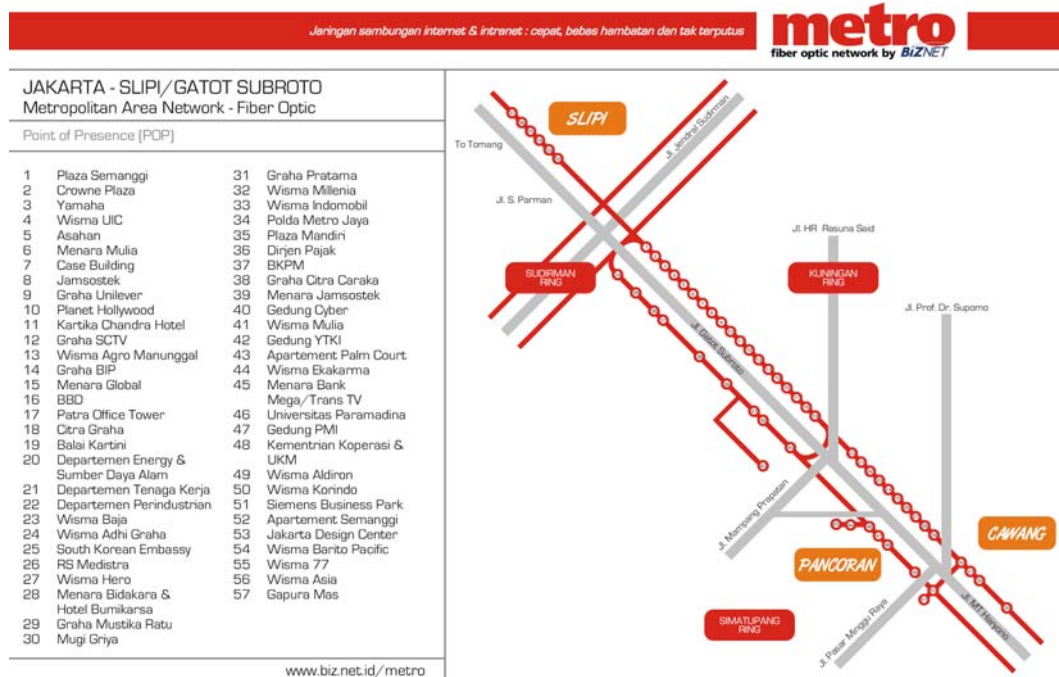 Jaringan sambungan internet & intranet : cepat, bebas hambatan dan tak terputus
metro
fiber optic network by BiZNET
JAKARTA - SLIPI/GATOT SUBROTO
Metropolitan Area Network - Fiber Optic
Point of Presence (POP)
1 Plaza Semanggi
2 Crowne Plaza
3 Yamaha
4 Wisma UIC
5 Asahan
6 Menara Mulia
7 Case Building
8 Jamsostek
9 Graha Unilever
10 Planet Hollywood
11 Kartika Chandra Hotel
12 Graha SCTV
13 Wisma Agro Manunggal
14 Graha BIP
15 Menara Global
16 BBD
17 Patra Office Tower
18 Citra Graha
19 Balai Kartini
20 Departemen Energy &
Sumber Daya Alam
21 Departemen Tenaga Kerja
22 Departemen Perindustrian
23 Wisma Baja
24 Wisma Adhi Graha
25 South Korean Embassy
26 RS Medistra
27 Wisma Hero
28 Menara Bidakara &
Hotel Bumikarsa
29 Graha Mustika Ratu
30 Mugi Griya
31 Graha Pratama
32 Wisma Millenia
33 Wisma Indomobil
34 Polda Metro Jaya
35 Plaza Mandiri
36 Dirjen Pajak
37 BKPM
38 Graha Citra Caraka
39 Menara Jamsostek
40 Gedung Cyber
41 Wisma Mulia
42 Gedung YTKI
43 Apartement Palm Court
44 Wisma Ekakarma
45 Menara Bank
Mega/Trans TV
46 Universitas Paramadina
47 Gedung PMI
48 Kementrian Koperasi &
UKM
49 Wisma Aldiron
50 Wisma Korindo
51 Siemens Business Park
52 Apartement Semanggi
53 Jakarta Design Center
54 Wisma Barito Pacific
55 Wisma 77
56 Wisma Asia
57 Gapura Mas
www.biz.net.id/metro
SLIPI
To Tomang
Jl. Jendral Sudirman
Jl. S. Parman
Jl. HR Rasuna Said
SUDIRMAN
RING
KUNINGAN
RING
Jl. Prof. Dr. Supomo
Jl. Gatot Subroto
Jl. Mampang Prapatan
CAWANG
PANCORAN
SIMATUPANG
RING
Jl. Pasar Minggu Raya
Jl. MT Haryono